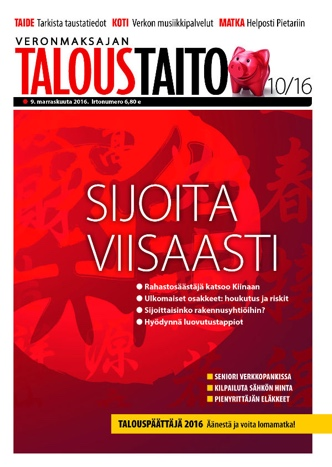 TAIDE Tarkista taustatiedot KOTI Verkon musiikkipalvelut MATKA Helposti Pietariin
VERONMAKSAJAN
TALOUSTAITO
10/16
● 9. marraskuuta 2016. Irtonumero 6,80 e
SIJOITA
VIISAASTI
● Rahastosäästäjä katsoo Kiinaan
● Ulkomaiset osakkeet: houkutus ja riskit
● Sijoittaisinko rakennusyhtiöihin?
● Hyödynnä luovutustappiot
■ SENIORI VERKKOPANKISSA
■ KILPAILUTA SÄHKÖN HINTA
■ PIENYRITTÄJÄN ELÄKKEET
TALOUSPÄÄTTÄJÄ 2016 Äänestä ja voita lomamatka!